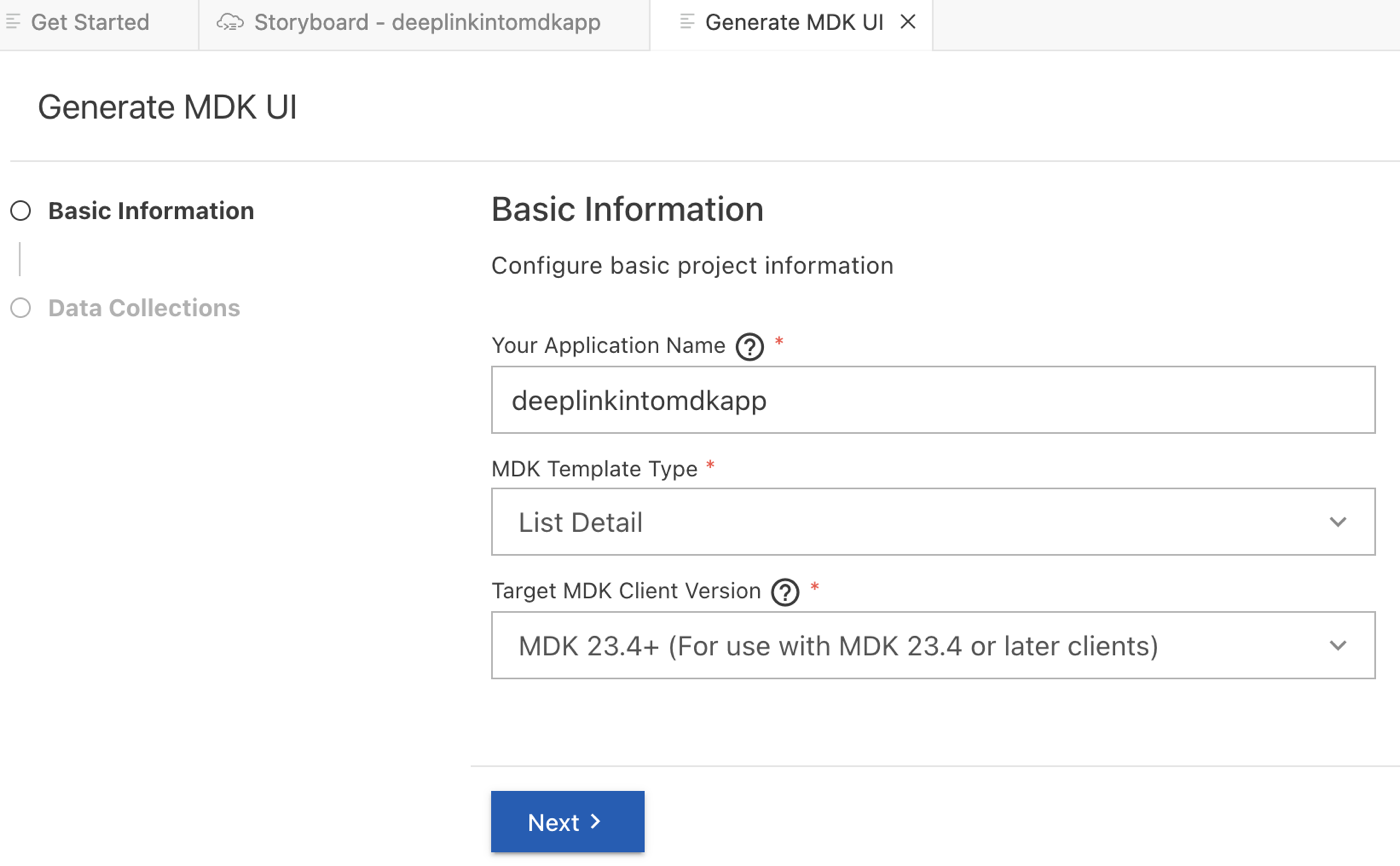 Get Started
Storyboard - deeplinkintomdkapp
Generate MDK UI
Generate MDK UI
Basic Information
Data Collections
Basic Information
Configure basic project information
Your Application Name ? *
deeplinkintomdkapp
MDK Template Type *
List Detail
Target MDK Client Version ? *
MDK 23.4+ (For use with MDK 23.4 or later clients)
Next